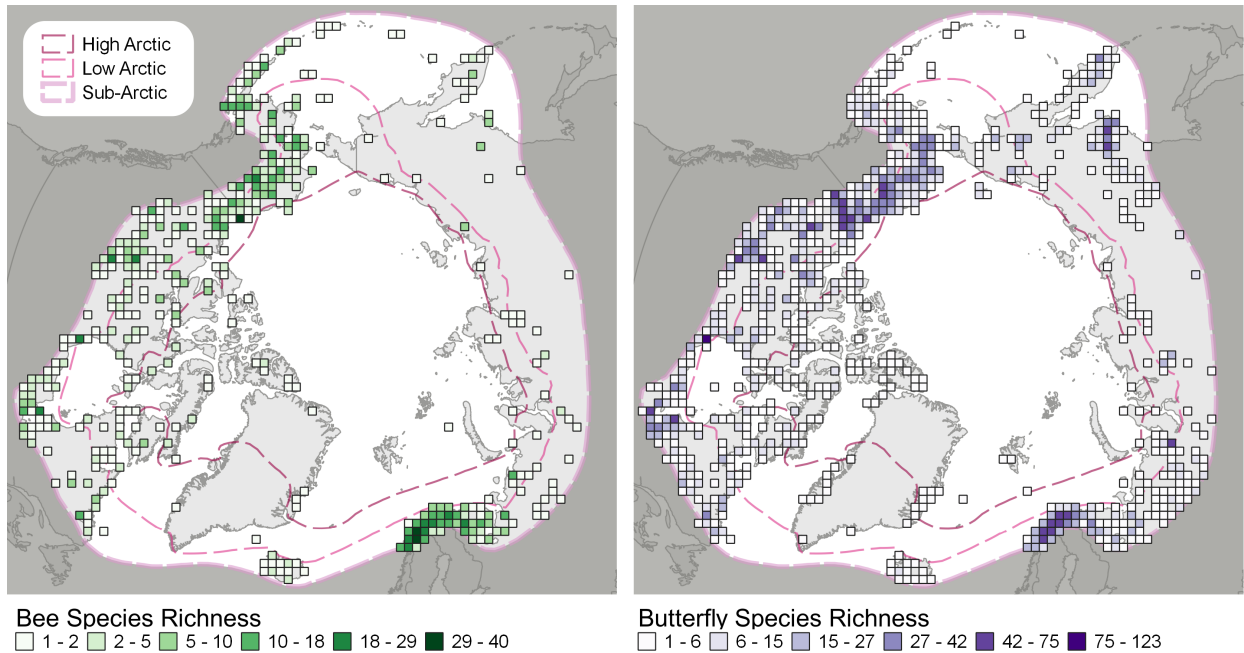 High Arctic
Low Arctic
Sub-Arctic
Bee Species Richness
1 - 2 2 - 5 5 - 10 10 - 18 18 - 29 29 - 40
Butterfly Species Richness
1 - 6 6 - 15 15 - 27 27 - 42 42 - 75 75 - 123